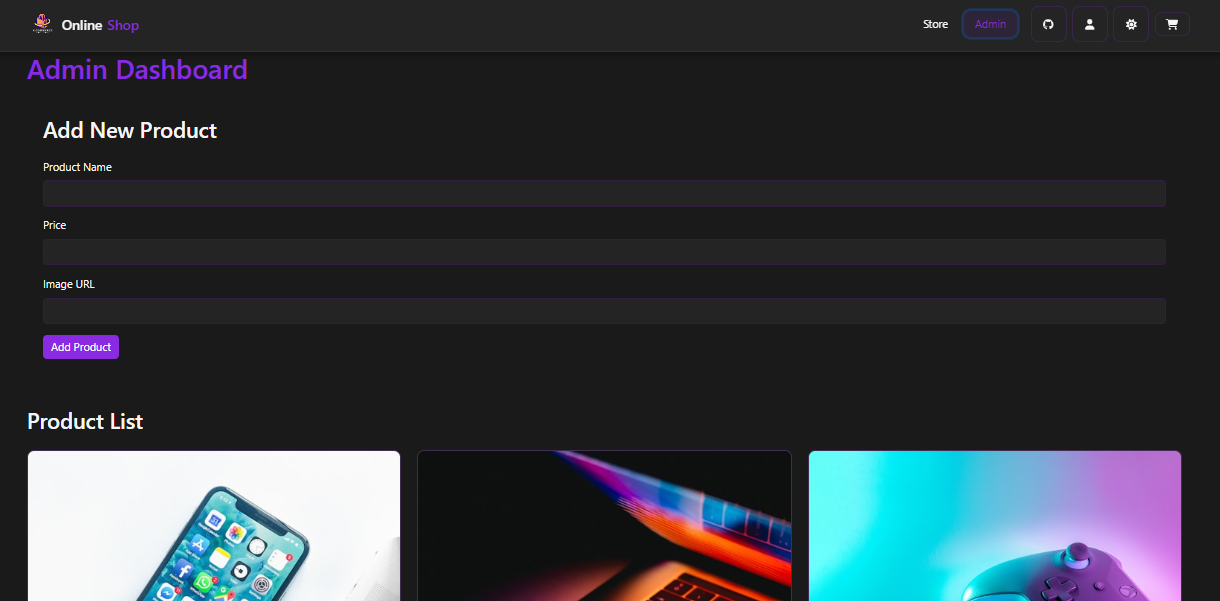 Online Shop
Store
Admin
Admin Dashboard
Add New Product
Product Name
Price
Image URL
Add Product
Product List